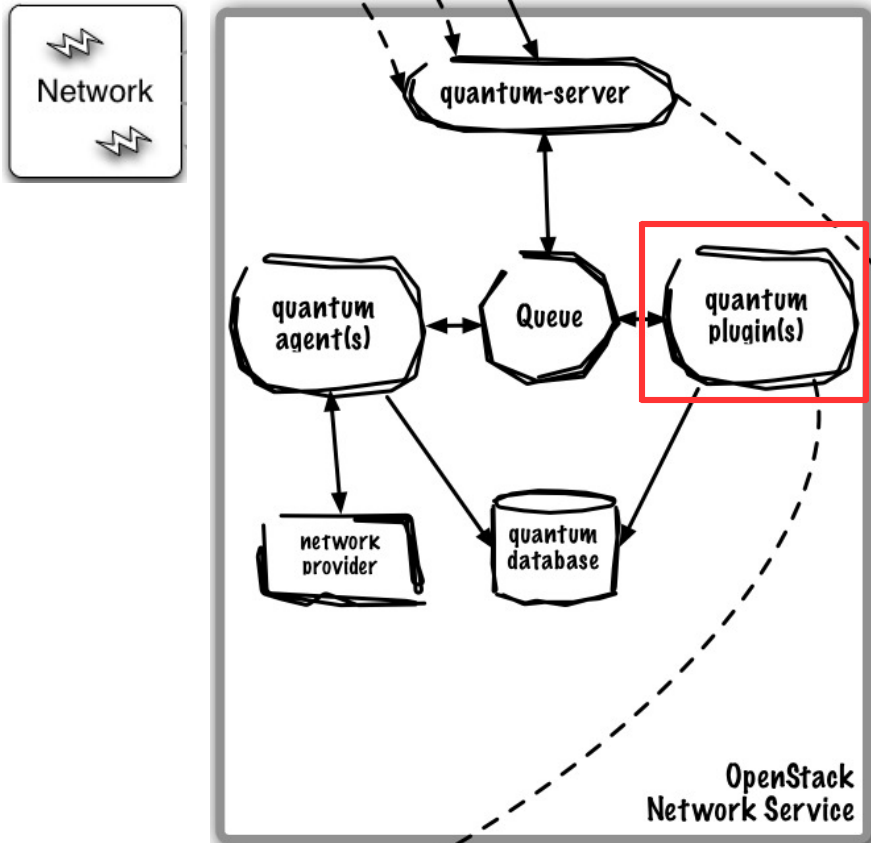 Network
quantum-server
quantum
agent(s)
Queue
quantum
plugin(s)
network
provider
quantum
database
OpenStack
Network Service